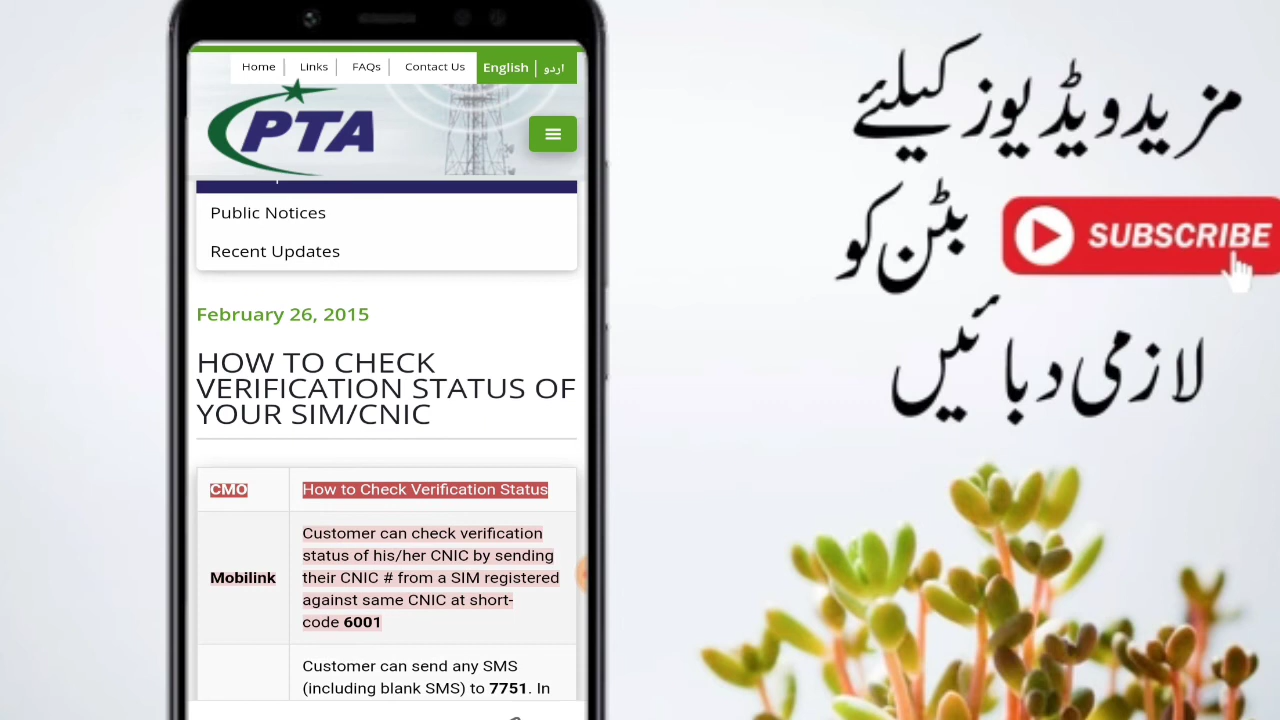 Home
Links
FAQs
Contact Us
English
اردو
PTA
Public Notices
Recent Updates
February 26, 2015
HOW TO CHECK
VERIFICATION STATUS OF
YOUR SIM/CNIC
CMO
How to Check Verification Status
Mobilink
Customer can check verification
status of his/her CNIC by sending
their CNIC # from a SIM registered
against same CNIC at short-
code 6001
Customer can send any SMS
(including blank SMS) to 7751. In
مزید ویڈیوز کیلئے
SUBSCRIBE بٹن کو
لازمی دبائیں